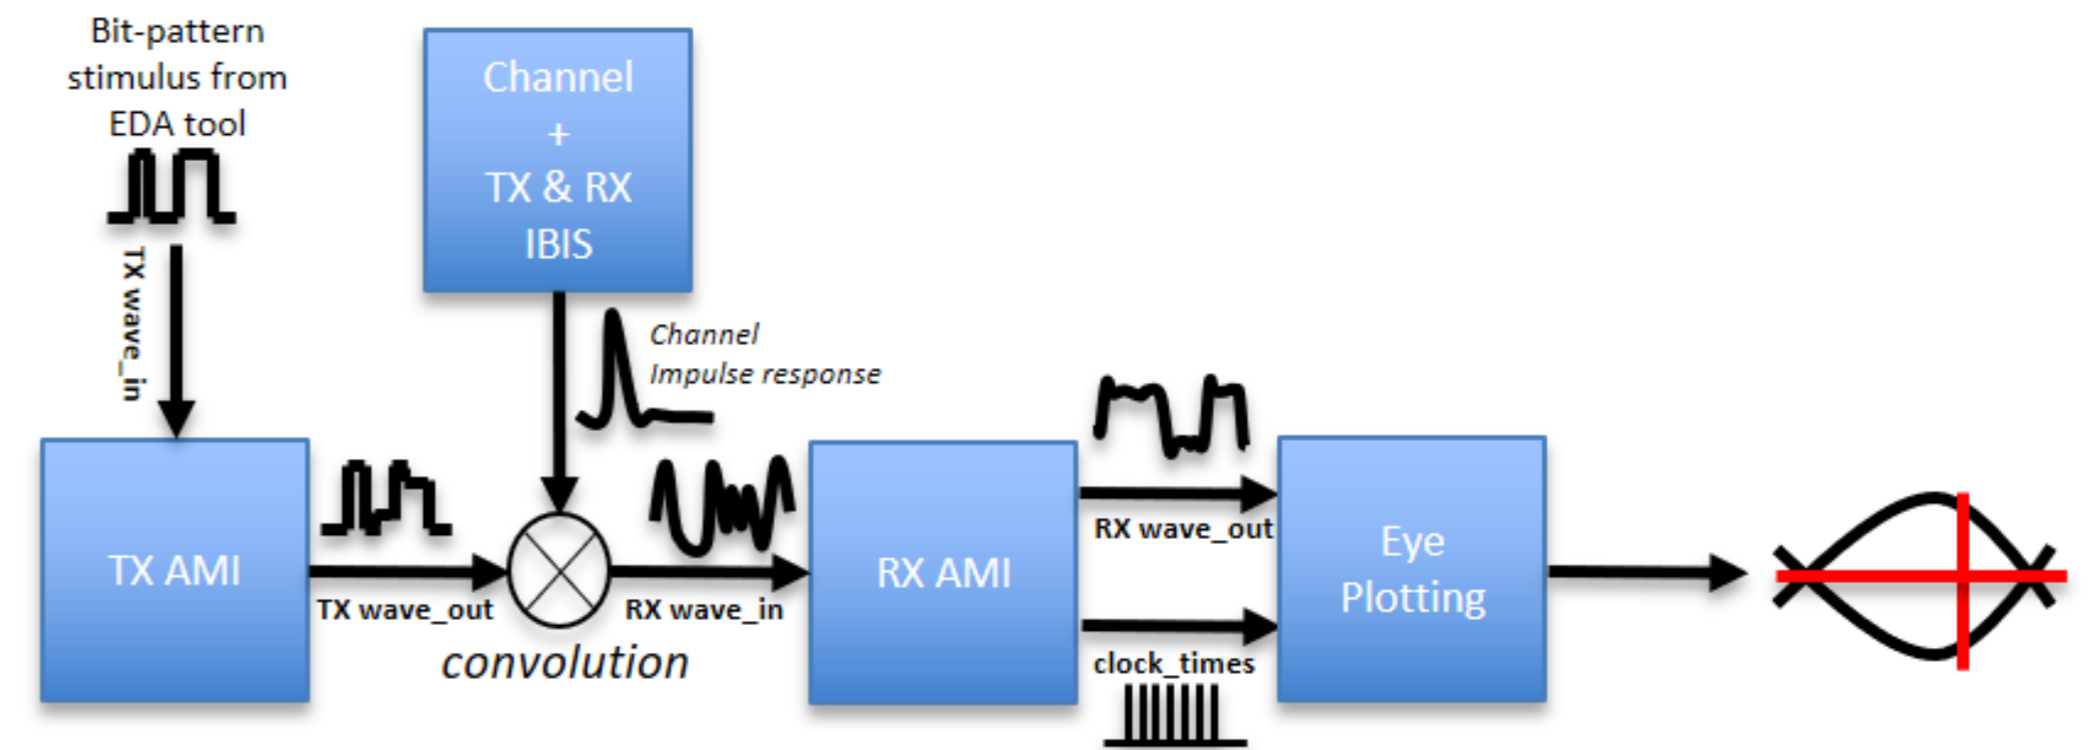 Bit-pattern
stimulus from
EDA tool
TX wave_in
Channel
+
TX & RX
IBIS
Channel
Impulse response
TX AMI
TX wave_out
convolution
RX wave_in
RX AMI
RX wave_out
clock_times
Eye
Plotting